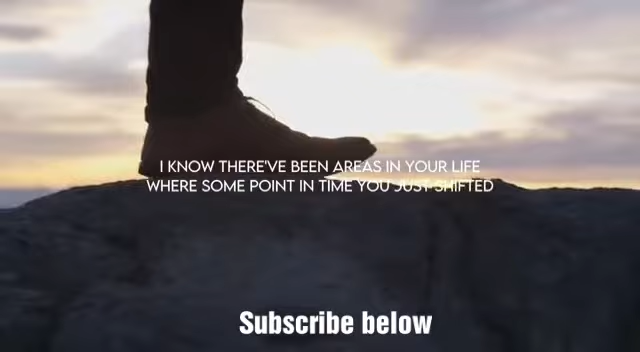 I KNOW THERE'VE BEEN AREAS IN YOUR LIFE
WHERE SOME POINT IN TIME YOU JUST SHIFTED
Subscribe below